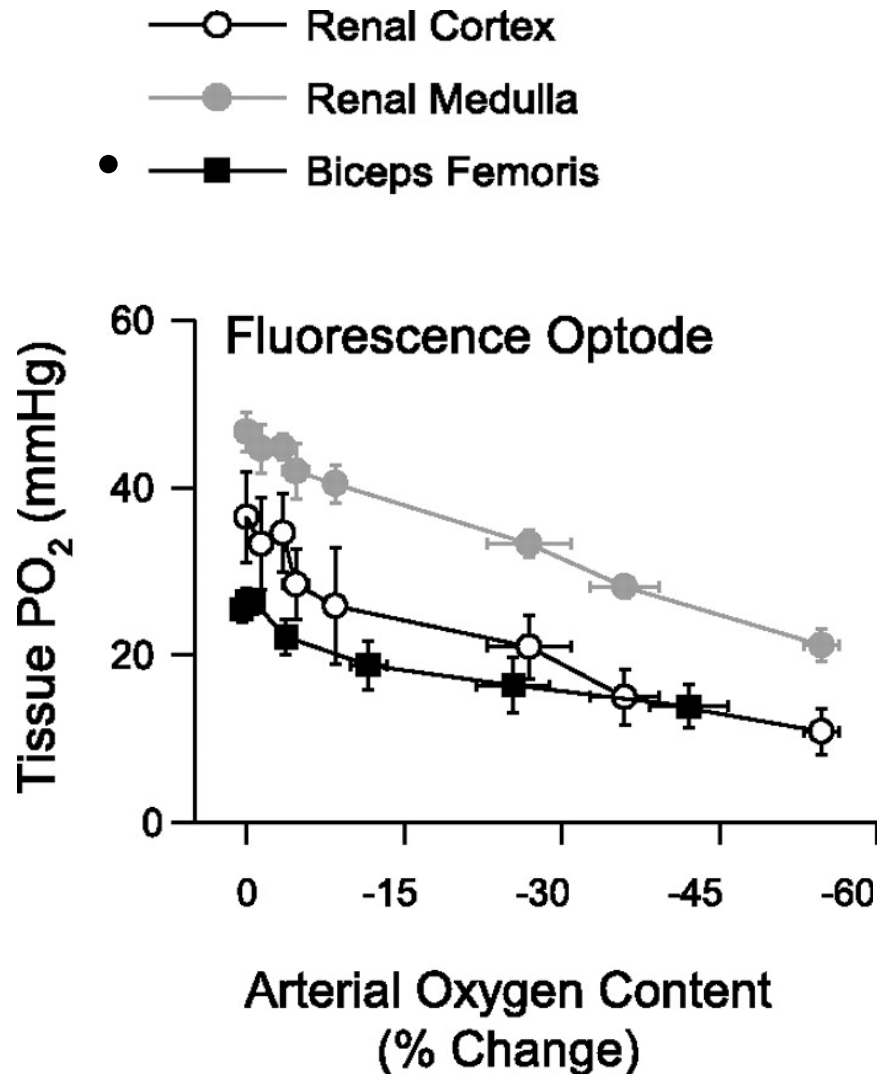 Renal Cortex
Renal Medulla
• Biceps Femoris
Fluorescence Optode
Tissue PO₂ (mmHg)
60
40
20
0
0 -15 -30 -45 -60
Arterial Oxygen Content
(% Change)